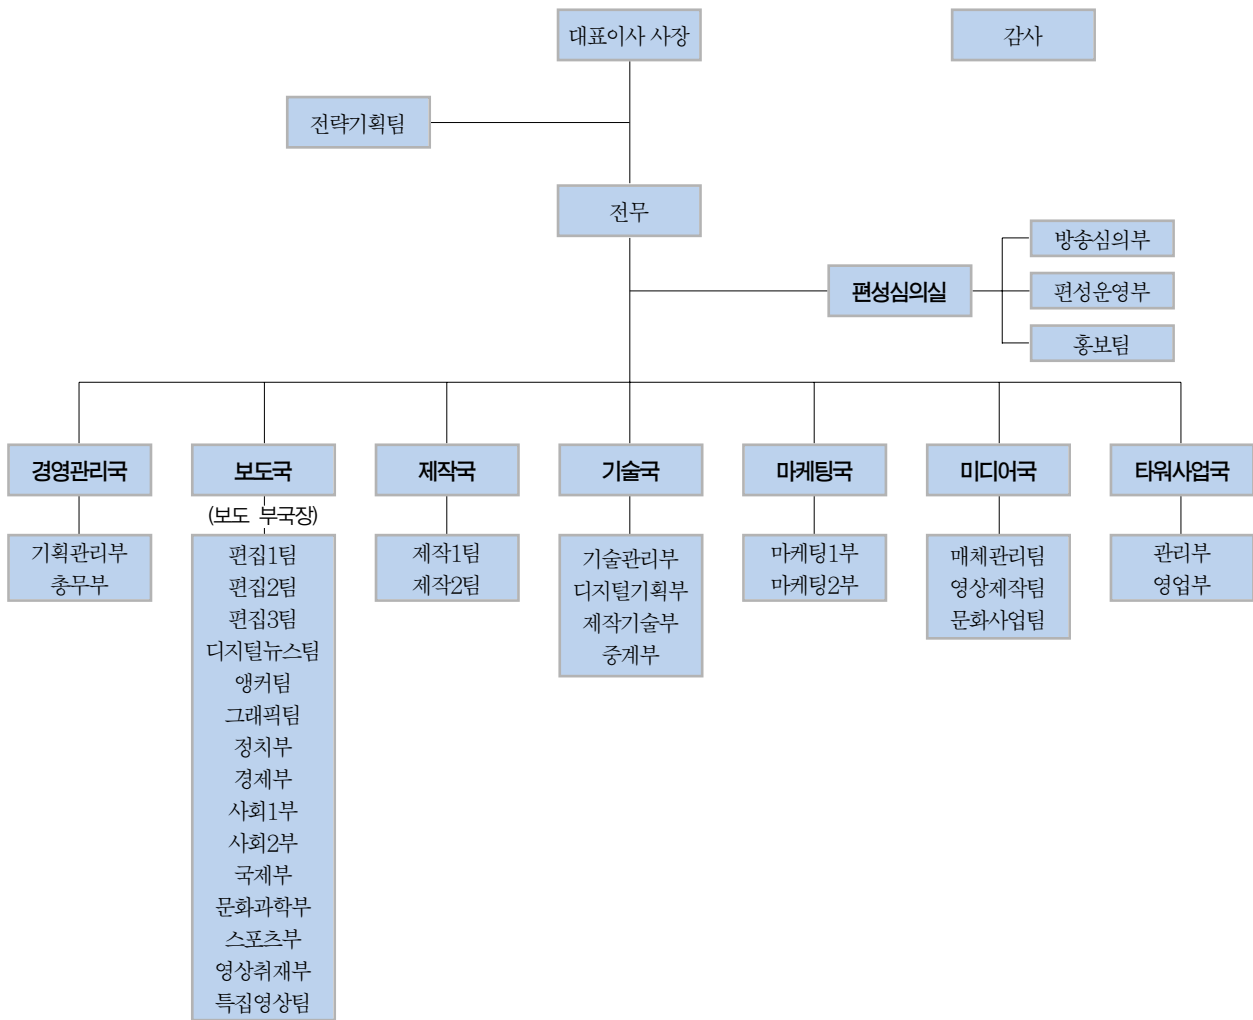 대표이사 사장
감사
전략기획팀
전무
방송심의부
편성심의실
편성운영부
홍보팀
경영관리국
보도국
제작국
기술국
마케팅국
미디어국
타워사업국
(보도 부국장)
기획관리부
총무부
편집1팀
편집2팀
편집3팀
디지털뉴스팀
앵커팀
그래픽팀
정치부
경제부
사회1부
사회2부
국제부
문화과학부
스포츠부
영상취재부
특집영상팀
제작1팀
제작2팀
기술관리부
디지털기획부
제작기술부
중계부
마케팅1부
마케팅2부
매체관리팀
영상제작팀
문화사업팀
관리부
영업부